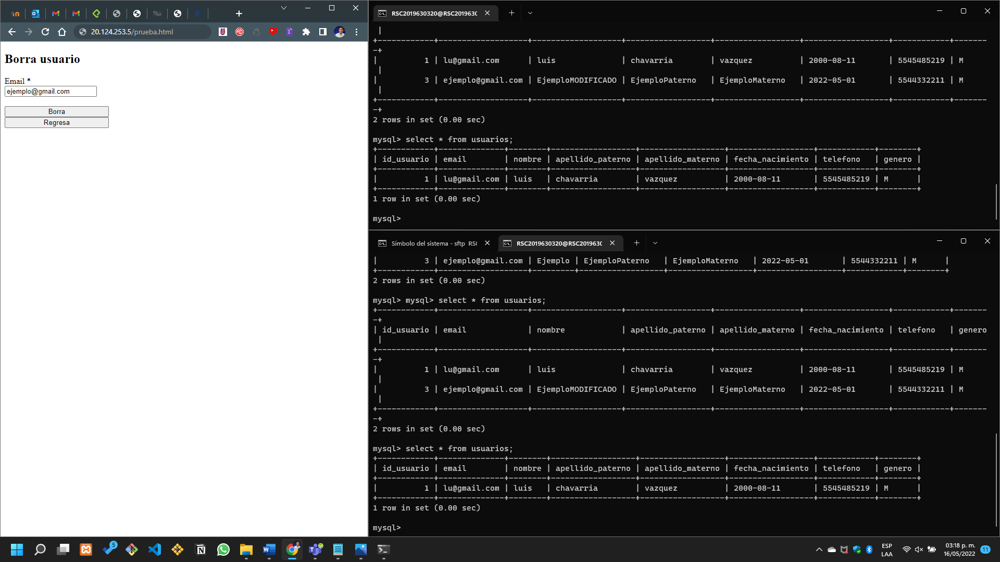 20.124.253.5/prueba.html
Borra usuario
Email *
ejemplo@gmail.com
Borra
Regresa
RSC2019630320@RSC201963
|
+------------+-------------------+------------------+------------------+------------------+------------------+------------+-------
-+
|          1 | lu@gmail.com      | luis             | chavarria        | vazquez          | 2000-08-11       | 5545485219 | M
|
|          3 | ejemplo@gmail.com | EjemploMODIFICADO | EjemploPaterno   | EjemploMaterno   | 2022-05-01       | 5544332211 | M
|
+------------+-------------------+-------------------+------------------+------------------+------------------+------------+-------
-+
2 rows in set (0.00 sec)
mysql> select * from usuarios;
+------------+--------------+--------+------------------+------------------+------------------+------------+--------+
| id_usuario | email        | nombre | apellido_paterno | apellido_materno | fecha_nacimiento | telefono   | genero |
+------------+--------------+--------+------------------+------------------+------------------+------------+--------+
|          1 | lu@gmail.com | luis   | chavarria        | vazquez          | 2000-08-11       | 5545485219 | M      |
+------------+--------------+--------+------------------+------------------+------------------+------------+--------+
1 row in set (0.00 sec)
mysql>
Símbolo del sistema - sftp RSC
RSC2019630320@RSC201963
|          3 | ejemplo@gmail.com | Ejemplo | EjemploPaterno   | EjemploMaterno   | 2022-05-01       | 5544332211 | M      |
+------------+-------------------+---------+------------------+------------------+------------------+------------+--------+
2 rows in set (0.00 sec)
mysql> mysql> select * from usuarios;
+------------+-------------------+-------------------+------------------+------------------+------------------+------------+-------
-+
| id_usuario | email             | nombre            | apellido_paterno | apellido_materno | fecha_nacimiento | telefono   | genero
|
+------------+-------------------+-------------------+------------------+------------------+------------------+------------+-------
-+
|          1 | lu@gmail.com      | luis              | chavarria        | vazquez          | 2000-08-11       | 5545485219 | M
|
|          3 | ejemplo@gmail.com | EjemploMODIFICADO | EjemploPaterno   | EjemploMaterno   | 2022-05-01       | 5544332211 | M
|
+------------+-------------------+-------------------+------------------+------------------+------------------+------------+-------
-+
2 rows in set (0.00 sec)
mysql> select * from usuarios;
+------------+--------------+--------+------------------+------------------+------------------+------------+--------+
| id_usuario | email        | nombre | apellido_paterno | apellido_materno | fecha_nacimiento | telefono   | genero |
+------------+--------------+--------+------------------+------------------+------------------+------------+--------+
|          1 | lu@gmail.com | luis   | chavarria        | vazquez          | 2000-08-11       | 5545485219 | M      |
+------------+--------------+--------+------------------+------------------+------------------+------------+--------+
1 row in set (0.00 sec)
mysql>
5
ESP
LAA
03:18 p. m.
16/05/2022
11